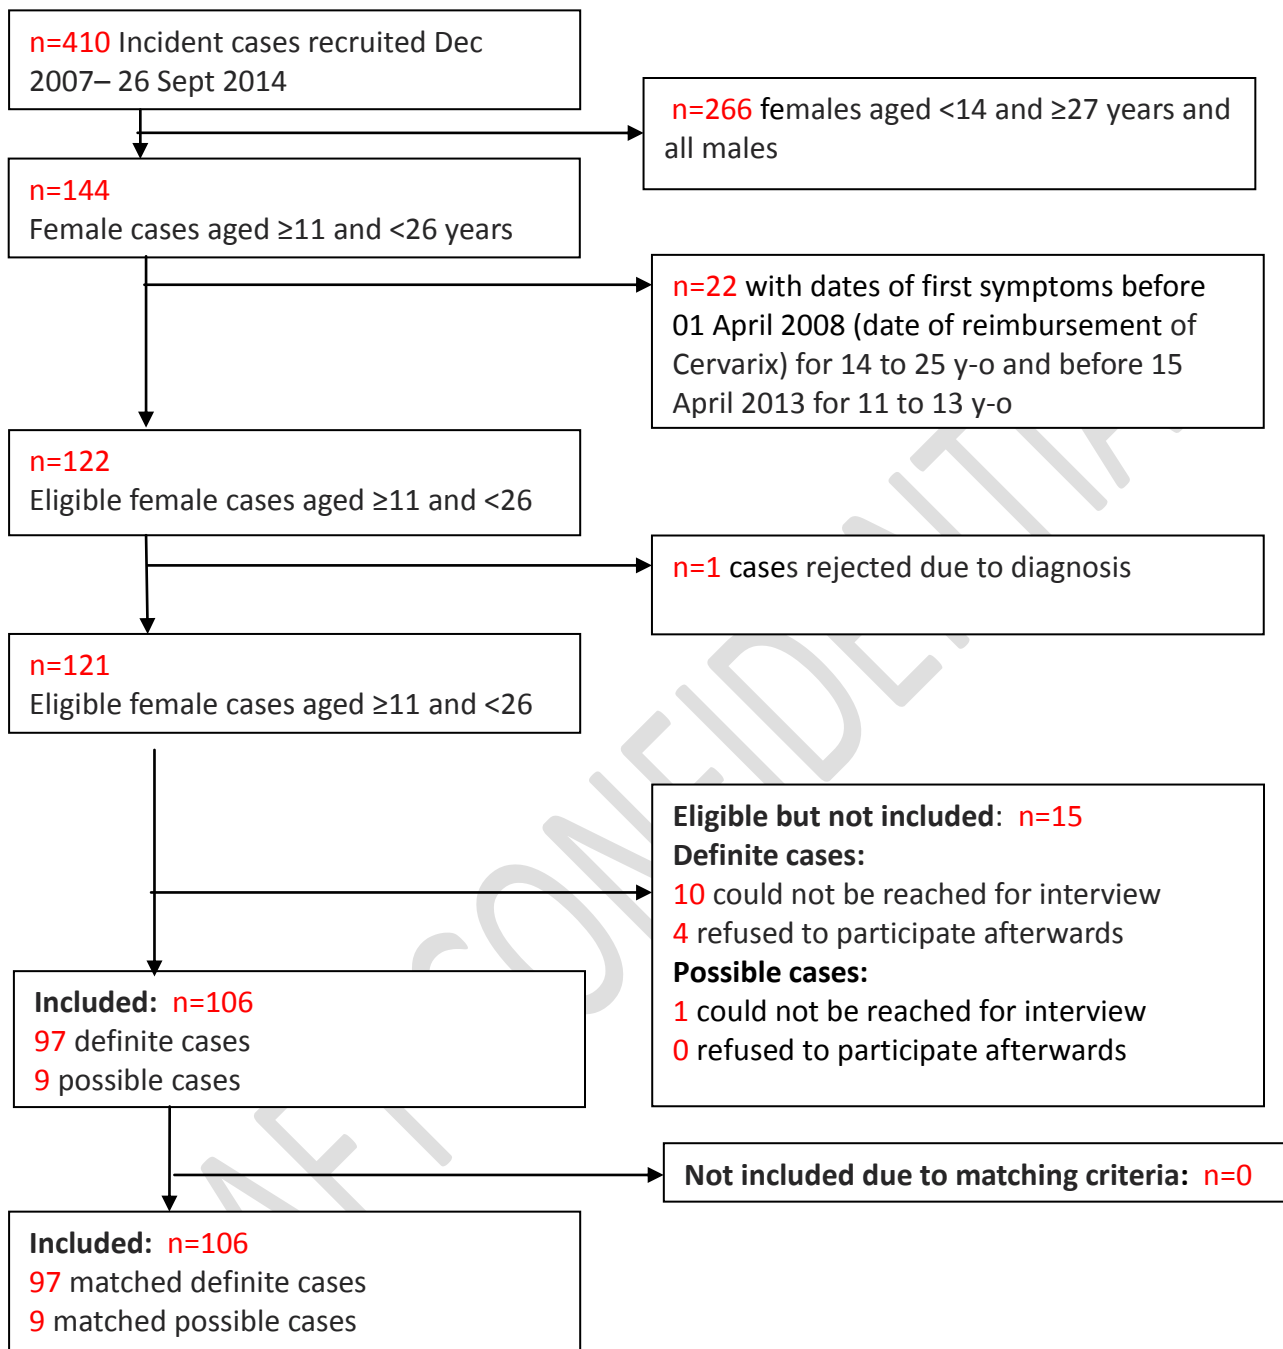 n=410 Incident cases recruited Dec
2007– 26 Sept 2014
n=266 females aged <14 and ≥27 years and
all males
n=144
Female cases aged ≥11 and <26 years
n=22 with dates of first symptoms before
01 April 2008 (date of reimbursement of
Cervarix) for 14 to 25 y-o and before 15
April 2013 for 11 to 13 y-o
n=122
Eligible female cases aged ≥11 and <26
n=1 cases rejected due to diagnosis
n=121
Eligible female cases aged ≥11 and <26
Eligible but not included: n=15
Definite cases:
10 could not be reached for interview
4 refused to participate afterwards
Possible cases:
1 could not be reached for interview
0 refused to participate afterwards
Included: n=106
97 definite cases
9 possible cases
Not included due to matching criteria: n=0
Included: n=106
97 matched definite cases
9 matched possible cases
AFT CONFIDENTIA